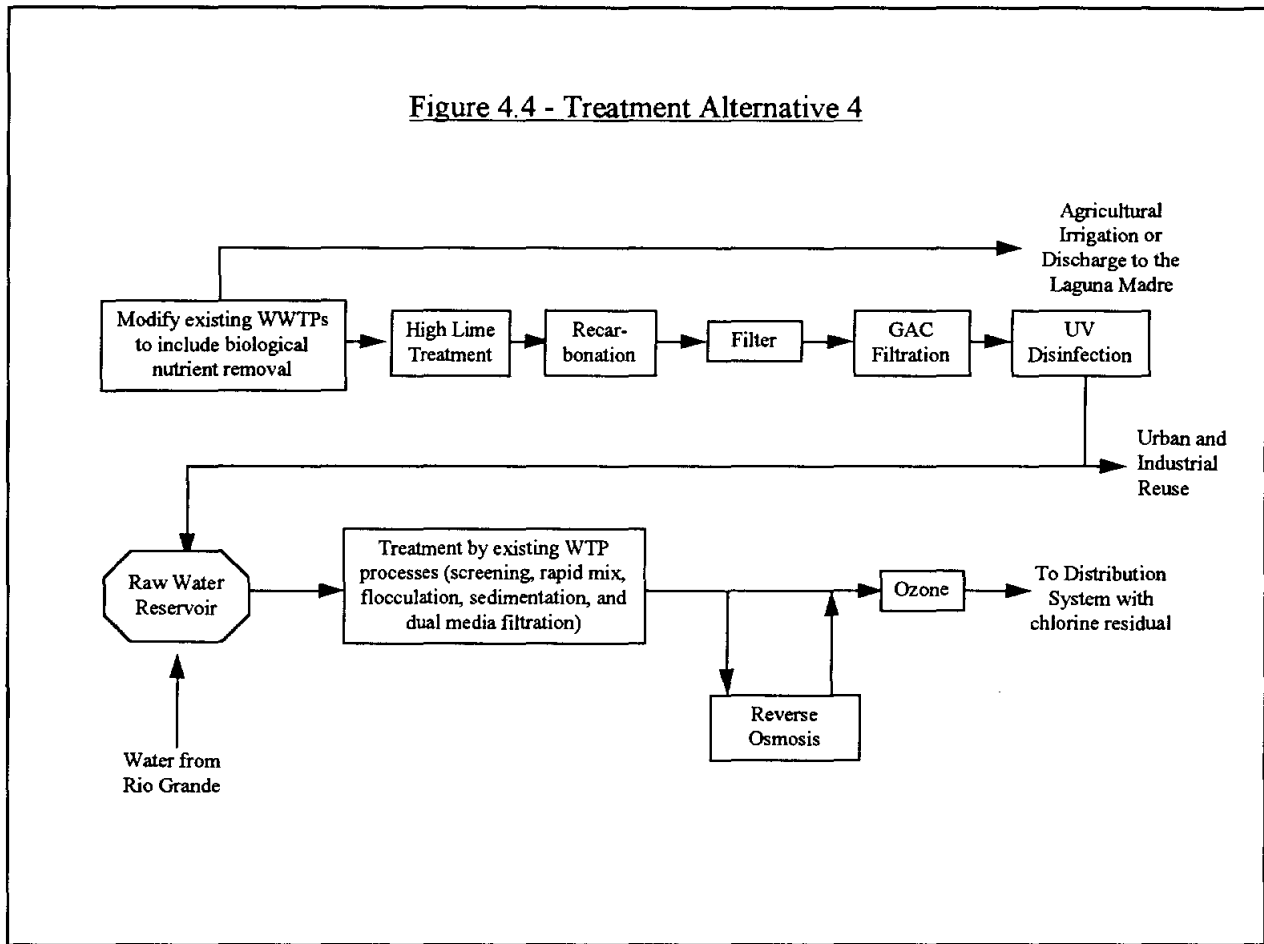 Figure 4.4 - Treatment Alternative 4
Agricultural
Irrigation or
Discharge to the
Laguna Madre
Modify existing WWTPs
to include biological
nutrient removal
High Lime
Treatment
Recar-
bonation
Filter
GAC
Filtration
UV
Disinfection
Urban and
Industrial
Reuse
Raw Water
Reservoir
Treatment by existing WTP
processes (screening, rapid mix,
flocculation, sedimentation, and
dual media filtration)
Ozone
To Distribution
System with
chlorine residual
Reverse
Osmosis
Water from
Rio Grande